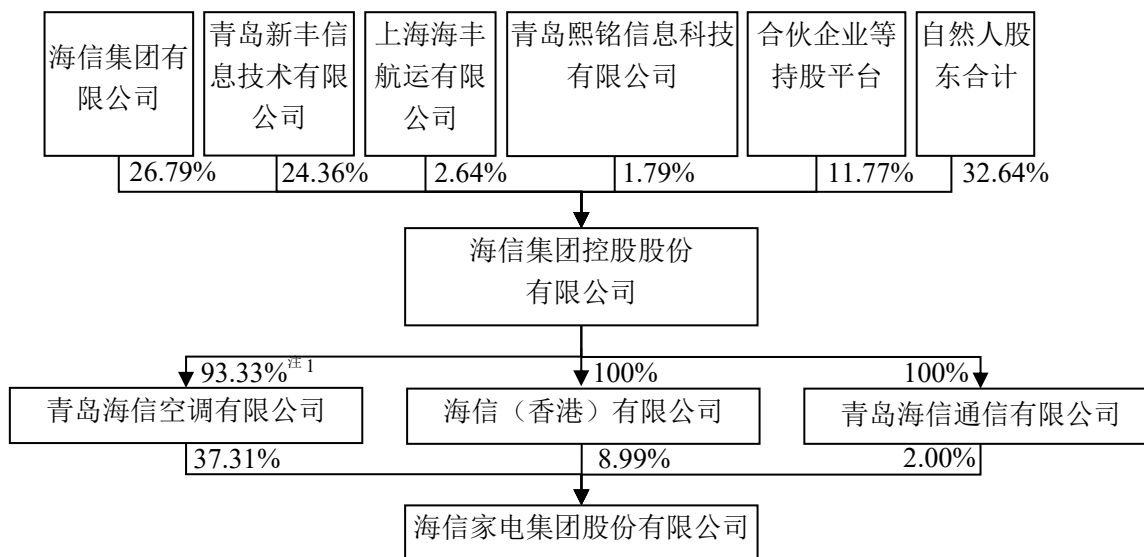 海信集团有
限公司
青岛新丰信
息技术有限
公司
上海海丰
航运有限
公司
青岛熙铭信息科技
有限公司
合伙企业等
持股平台
自然人股
东合计
26.79%
24.36%
2.64%
1.79%
11.77%
32.64%
海信集团控股股份
有限公司
93.33%注1
100%
100%
青岛海信空调有限公司
海信（香港）有限公司
青岛海信通信有限公司
37.31%
8.99%
2.00%
海信家电集团股份有限公司